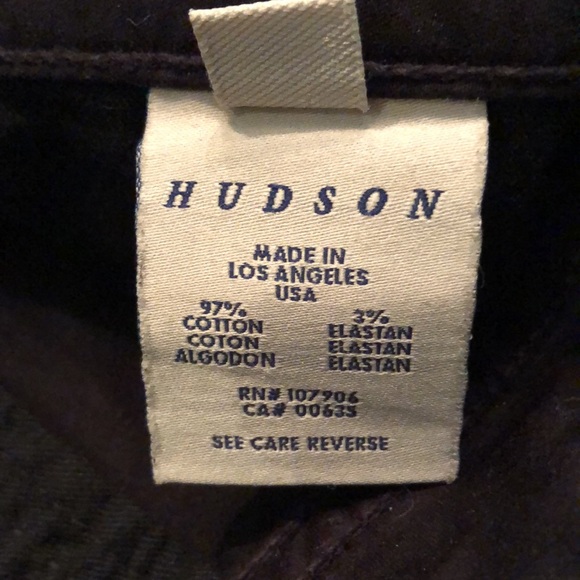 HUDSON
MADE IN
LOS ANGELES
USA
97%
COTTON
COTON
ALGODON
3%
ELASTAN
ELASTAN
ELASTAN
RN# 107906
CA# 00635
SEE CARE REVERSE